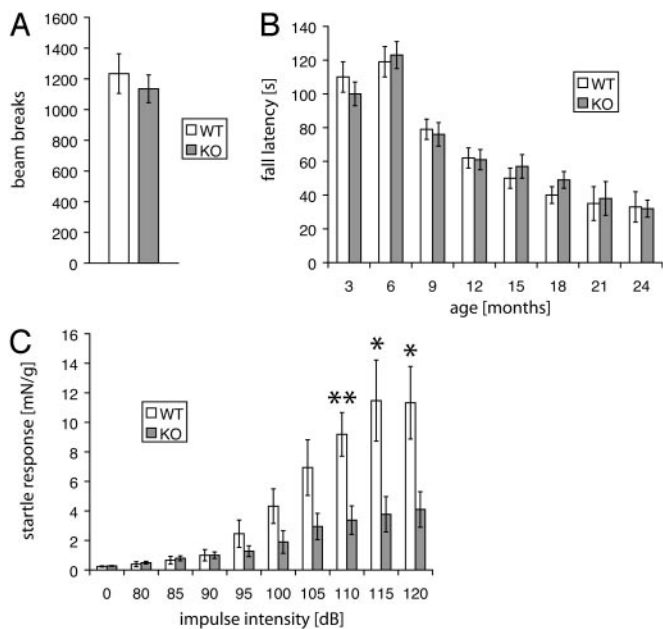 A
beam breaks
1600
1400
1200
1000
800
600
400
200
0
WT
KO
B
fall latency [s]
140
120
100
80
60
40
20
0
WT
KO
3 6 9 12 15 18 21 24
age [months]
C
startle response [mN/g]
16
14
12
10
8
6
4
2
0
WT
KO
**
*
*
0 80 85 90 95 100 105 110 115 120
impulse intensity [dB]